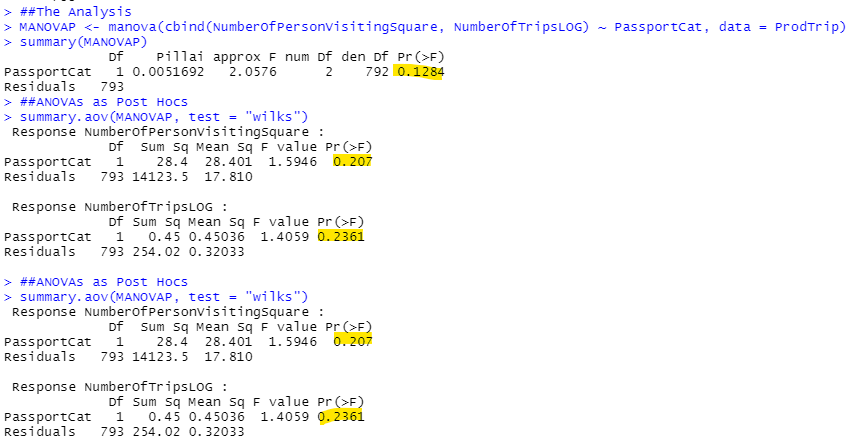 > ##The Analysis
> MANOVAP <- manova(cbind(NumberOfPersonVisitingSquare, NumberOfTripsLOG) ~ PassportCat, data = ProdTrip)
> summary(MANOVAP)
Df Pillai approx F num Df den Df Pr(>F)
PassportCat 1 0.0051692 2.0576 2 792 0.1284
Residuals 793
> ##ANOVAs as Post Hocs
> summary.aov(MANOVAP, test = "wilks")
Response NumberOfPersonVisitingSquare :
Df Sum Sq Mean Sq F value Pr(>F)
PassportCat 1 28.4 28.401 1.5946 0.207
Residuals 793 14123.5 17.810
Response NumberOfTripsLOG :
Df Sum Sq Mean Sq F value Pr(>F)
PassportCat 1 0.45 0.45036 1.4059 0.2361
Residuals 793 254.02 0.32033
> ##ANOVAs as Post Hocs
> summary.aov(MANOVAP, test = "wilks")
Response NumberOfPersonVisitingSquare :
Df Sum Sq Mean Sq F value Pr(>F)
PassportCat 1 28.4 28.401 1.5946 0.207
Residuals 793 14123.5 17.810
Response NumberOfTripsLOG :
Df Sum Sq Mean Sq F value Pr(>F)
PassportCat 1 0.45 0.45036 1.4059 0.2361
Residuals 793 254.02 0.32033